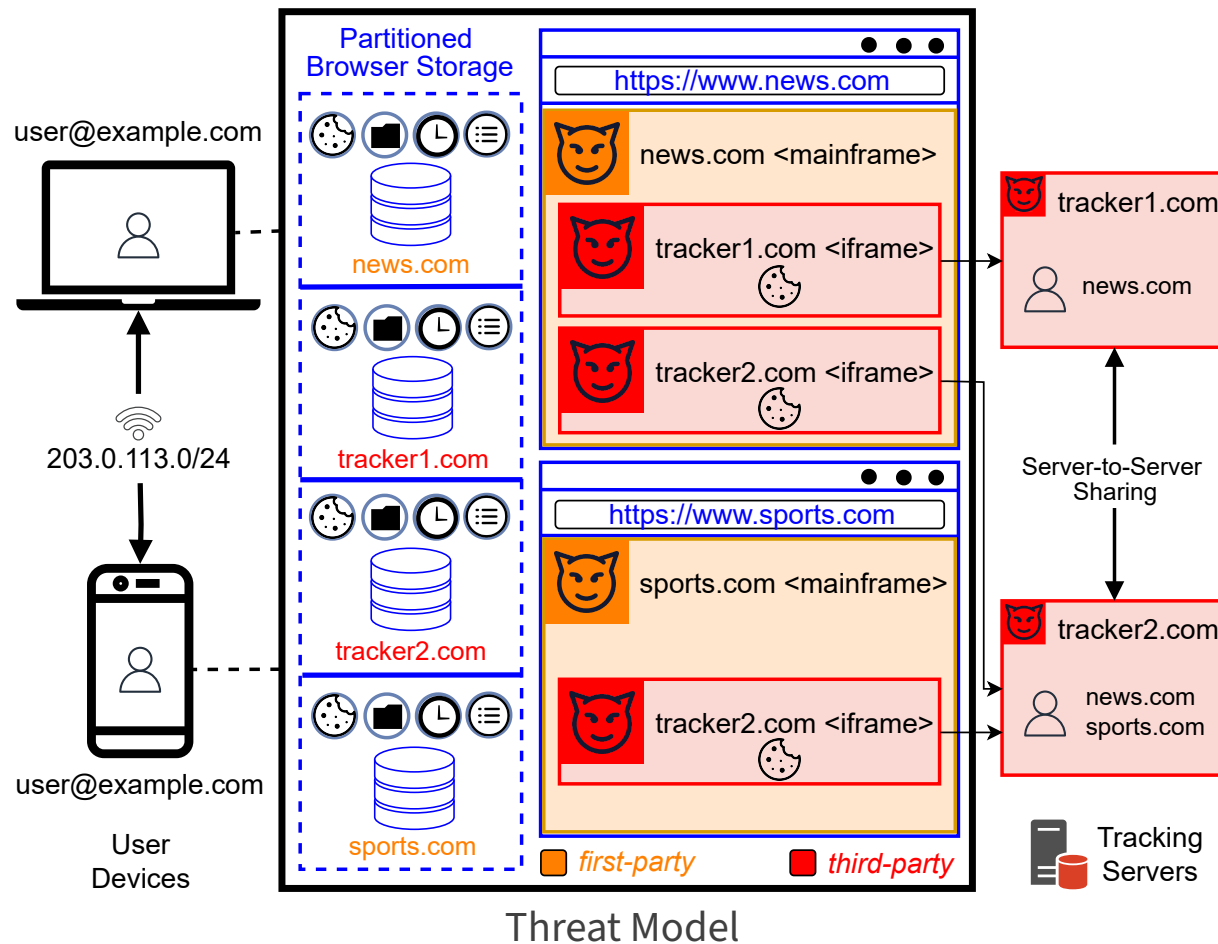 user@example.com
203.0.113.0/24
user@example.com
User
Devices
Partitioned
Browser Storage
news.com
tracker1.com
tracker2.com
sports.com
https://www.news.com
news.com <mainframe>
tracker1.com <iframe>
tracker2.com <iframe>
https://www.sports.com
sports.com <mainframe>
tracker2.com <iframe>
first-party
third-party
tracker1.com
news.com
Server-to-Server
Sharing
tracker2.com
news.com
sports.com
Tracking
Servers
Threat Model